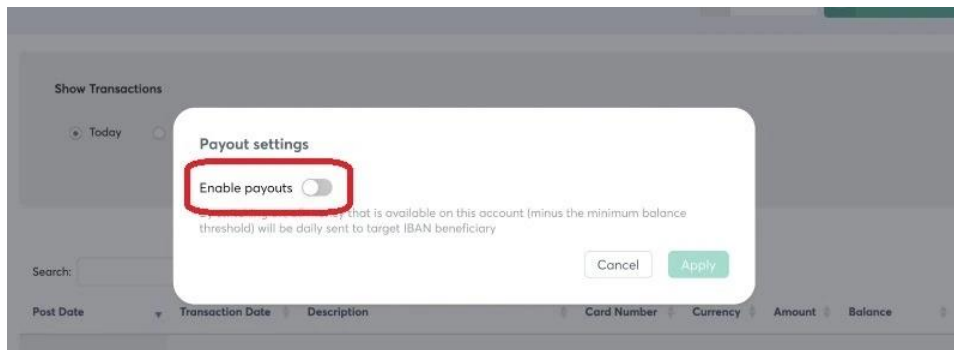 Show Transactions
Today
Payout settings
Enable payouts
that is available on this account (minus the minimum balance
threshold) will be daily sent to target IBAN beneficiary
Cancel Apply
Search:
Post Date Transaction Date Description Card Number Currency Amount Balance